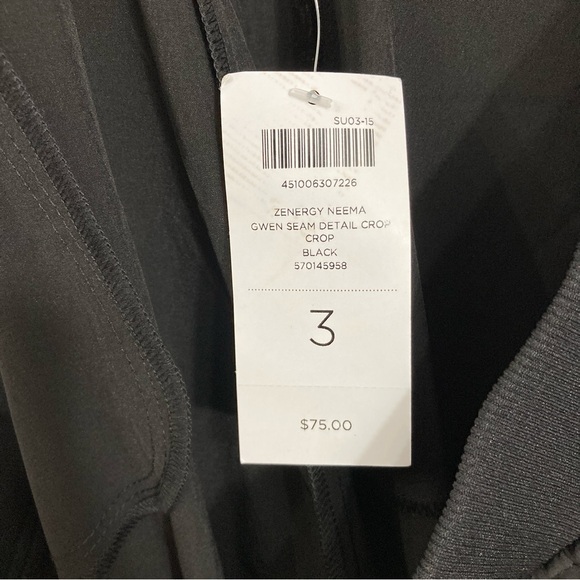 SU03-15
451006307226
ZENERGY NEEMA
GWEN SEAM DETAIL CROP
CROP
BLACK
570145958
3
$75.00